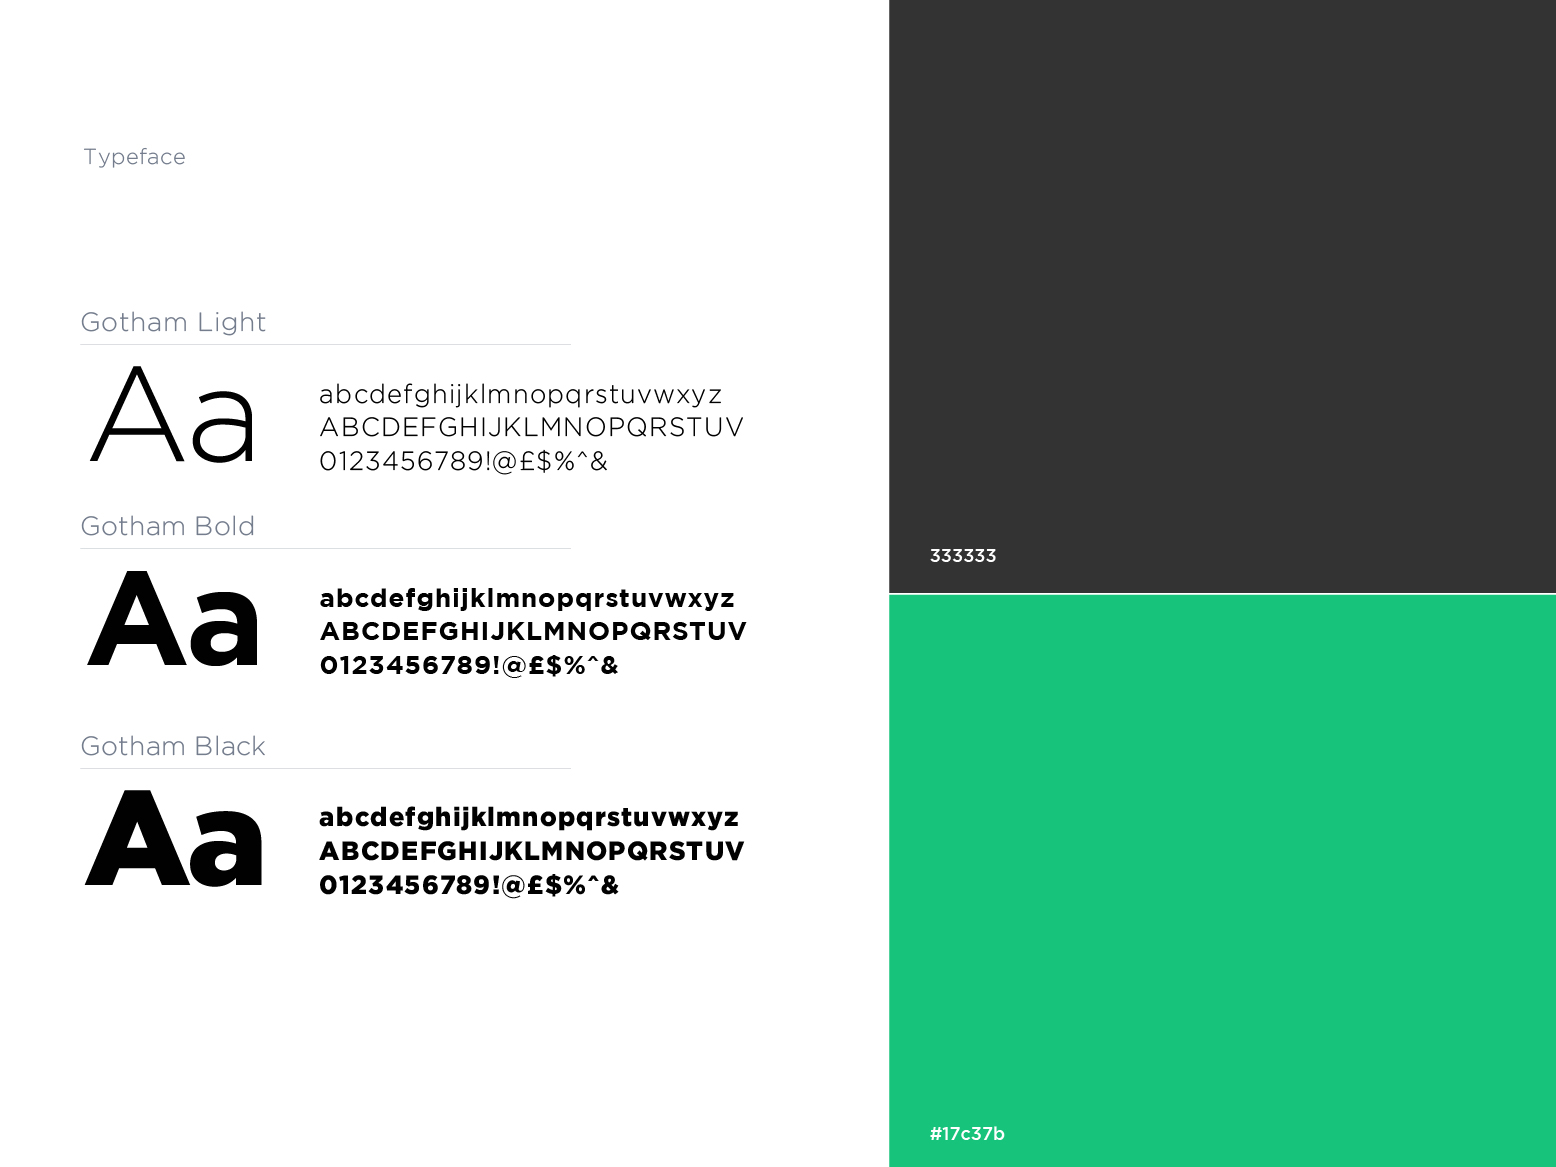 Typeface
Gotham Light
Aa
abcdefghijklmnopqrstuvwxyz
ABCDEFGHIJKLMNOPQRSTUV
0123456789!@£$%^&
Gotham Bold
Aa
abcdefghijklmnopqrstuvwxyz
ABCDEFGHIJKLMNOPQRSTUV
0123456789!@£$%^&
Gotham Black
Aa
abcdefghijklmnopqrstuvwxyz
ABCDEFGHIJKLMNOPQRSTUV
0123456789!@£$%^&
333333
#17c37b